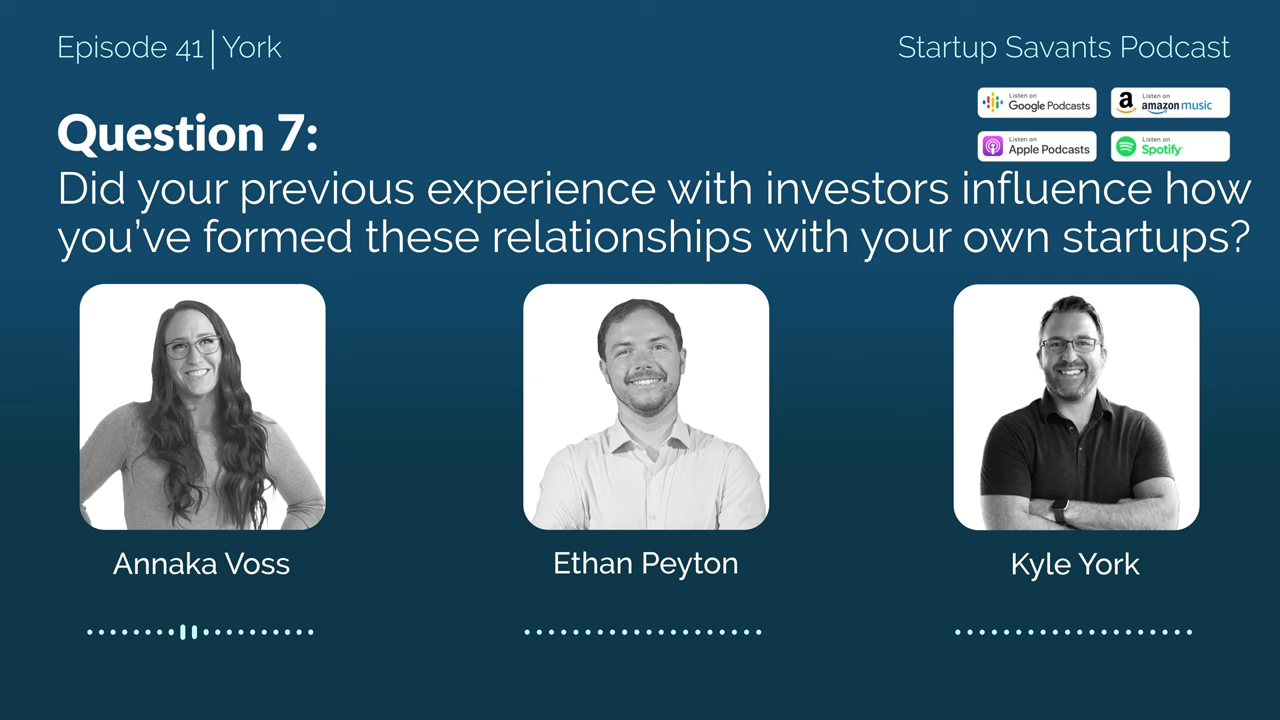 Episode 41 | York
Startup Savants Podcast
Listen on
Google Podcasts
Listen on
amazon music
Listen on
Apple Podcasts
Listen on
Spotify
Question 7:
Did your previous experience with investors influence how
you've formed these relationships with your own startups?
Annaka Voss
Ethan Peyton
Kyle York